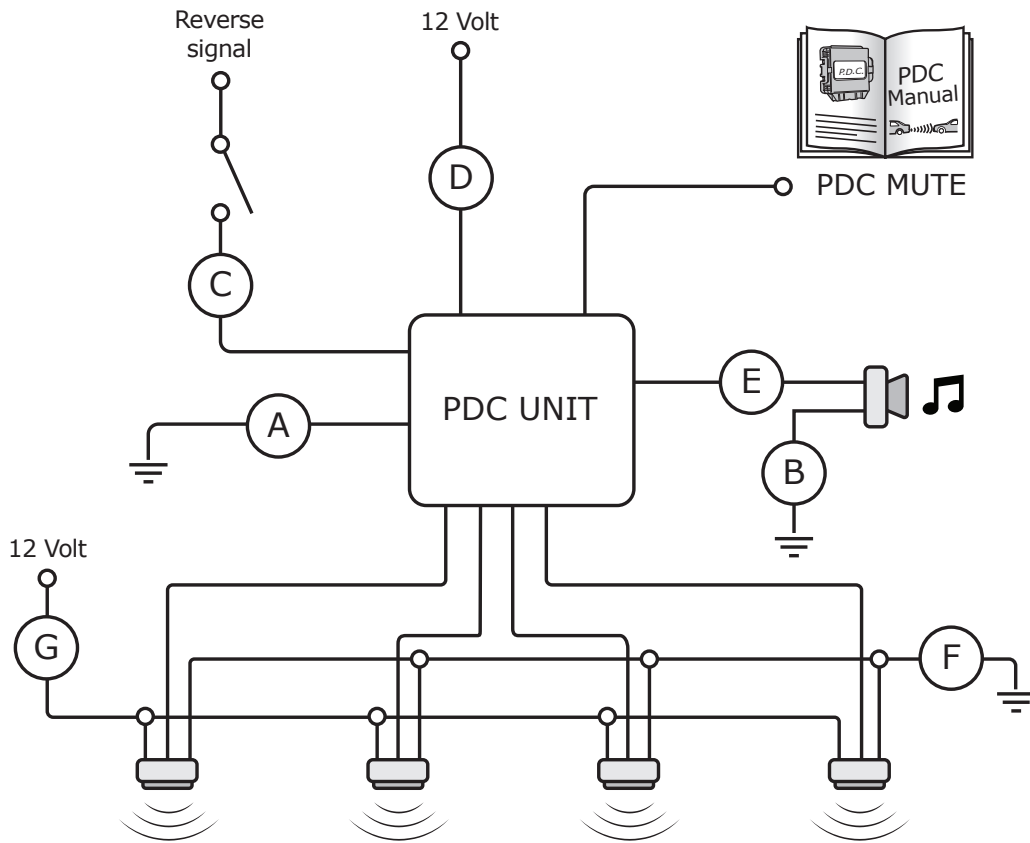 Reverse
signal
12 Volt
P.D.C.
PDC
Manual
PDC MUTE
D
C
E
A
PDC UNIT
B
12 Volt
G
F